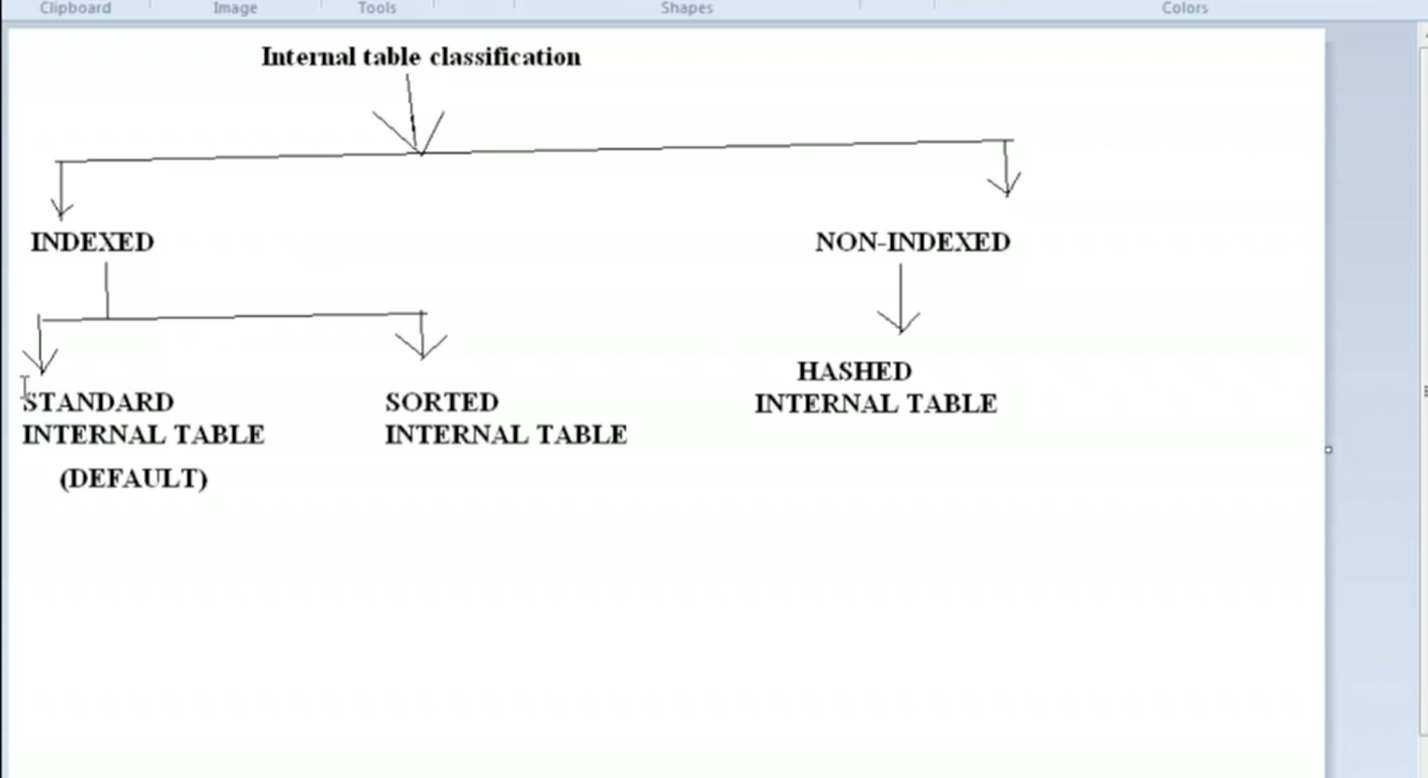 Clipboard Image Tools Shapes Colors
Internal table classification
INDEXED NON-INDEXED
STANDARD INTERNAL TABLE
(DEFAULT)
SORTED INTERNAL TABLE
HASHED
INTERNAL TABLE